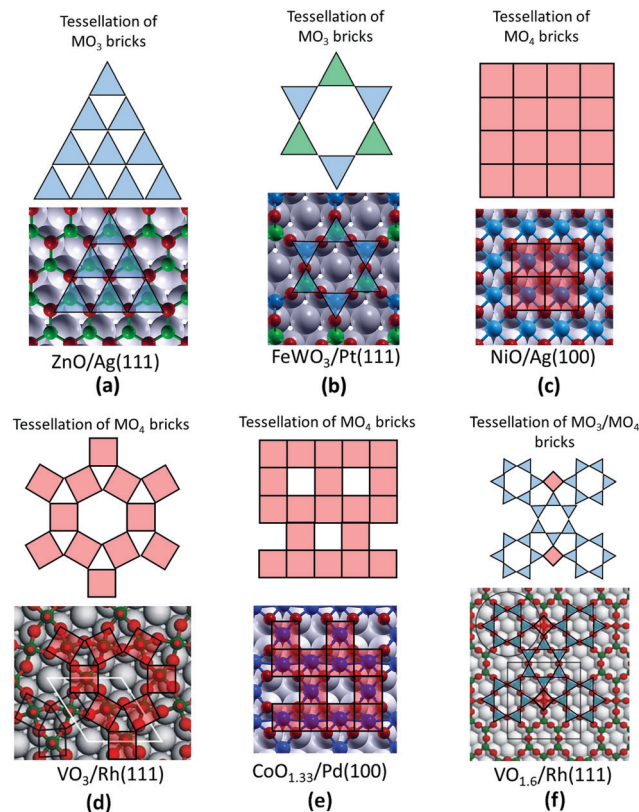 Tessellation of
MO₃ bricks
Tessellation of
MO₃ bricks
Tessellation of
MO₄ bricks
ZnO/Ag(111)
(a)
FeWO₃/Pt(111)
(b)
NiO/Ag(100)
(c)
Tessellation of MO₄ bricks
Tessellation of MO₄ bricks
Tessellation of MO₃/MO₄
bricks
VO₃/Rh(111)
(d)
CoO₁.₃₃/Pd(100)
(e)
VO₁.₆/Rh(111)
(f)